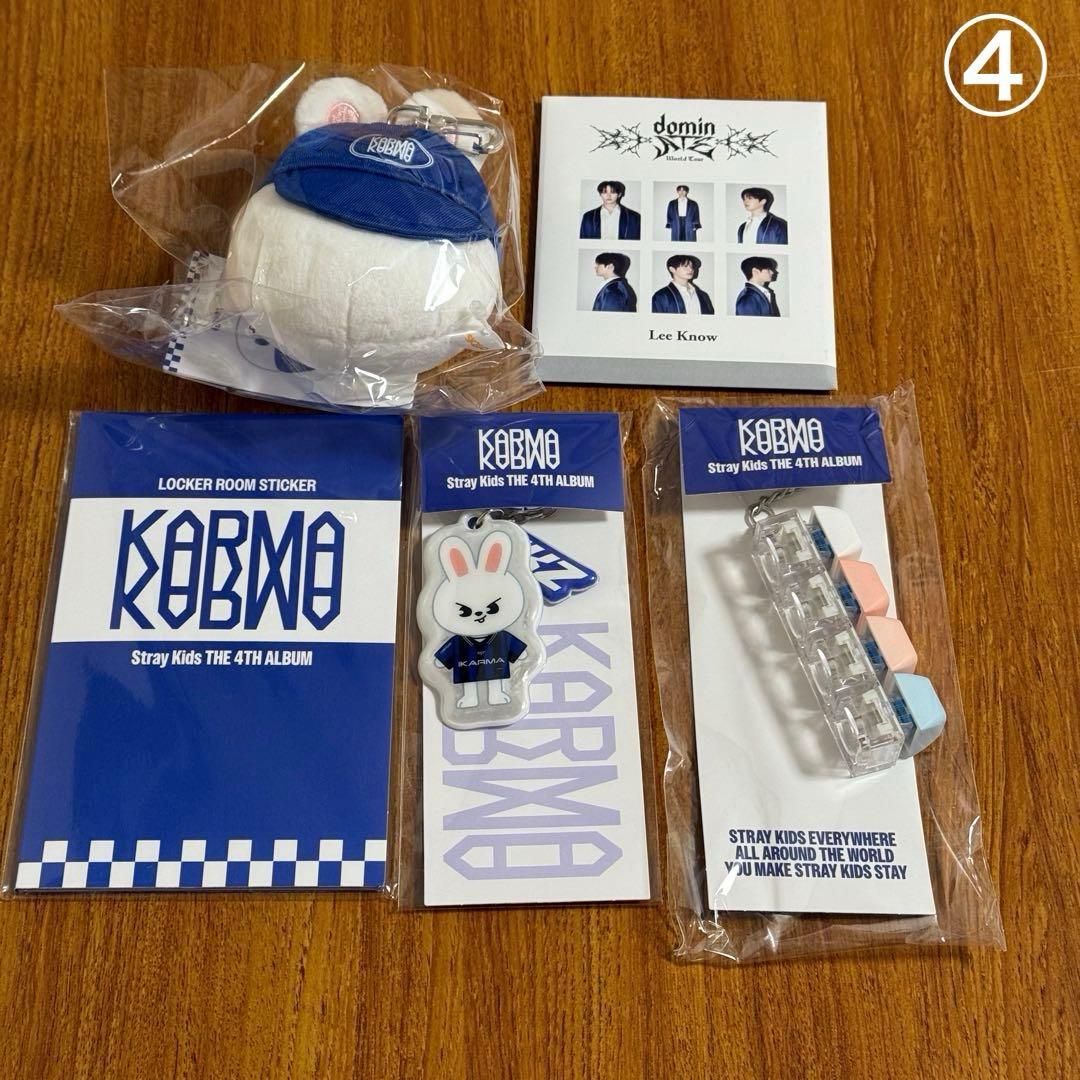 ④
KARMA
domin
ATE
World Tour
Lee Know
LOCKER ROOM STICKER
KARMA
Stray Kids THE 4TH ALBUM
KARMA
Stray Kids THE 4TH ALBUM
SKZ
KARMA
KARMA
KARMA
Stray Kids THE 4TH ALBUM
STRAY KIDS EVERYWHERE
ALL AROUND THE WORLD
YOU MAKE STRAY KIDS STAY